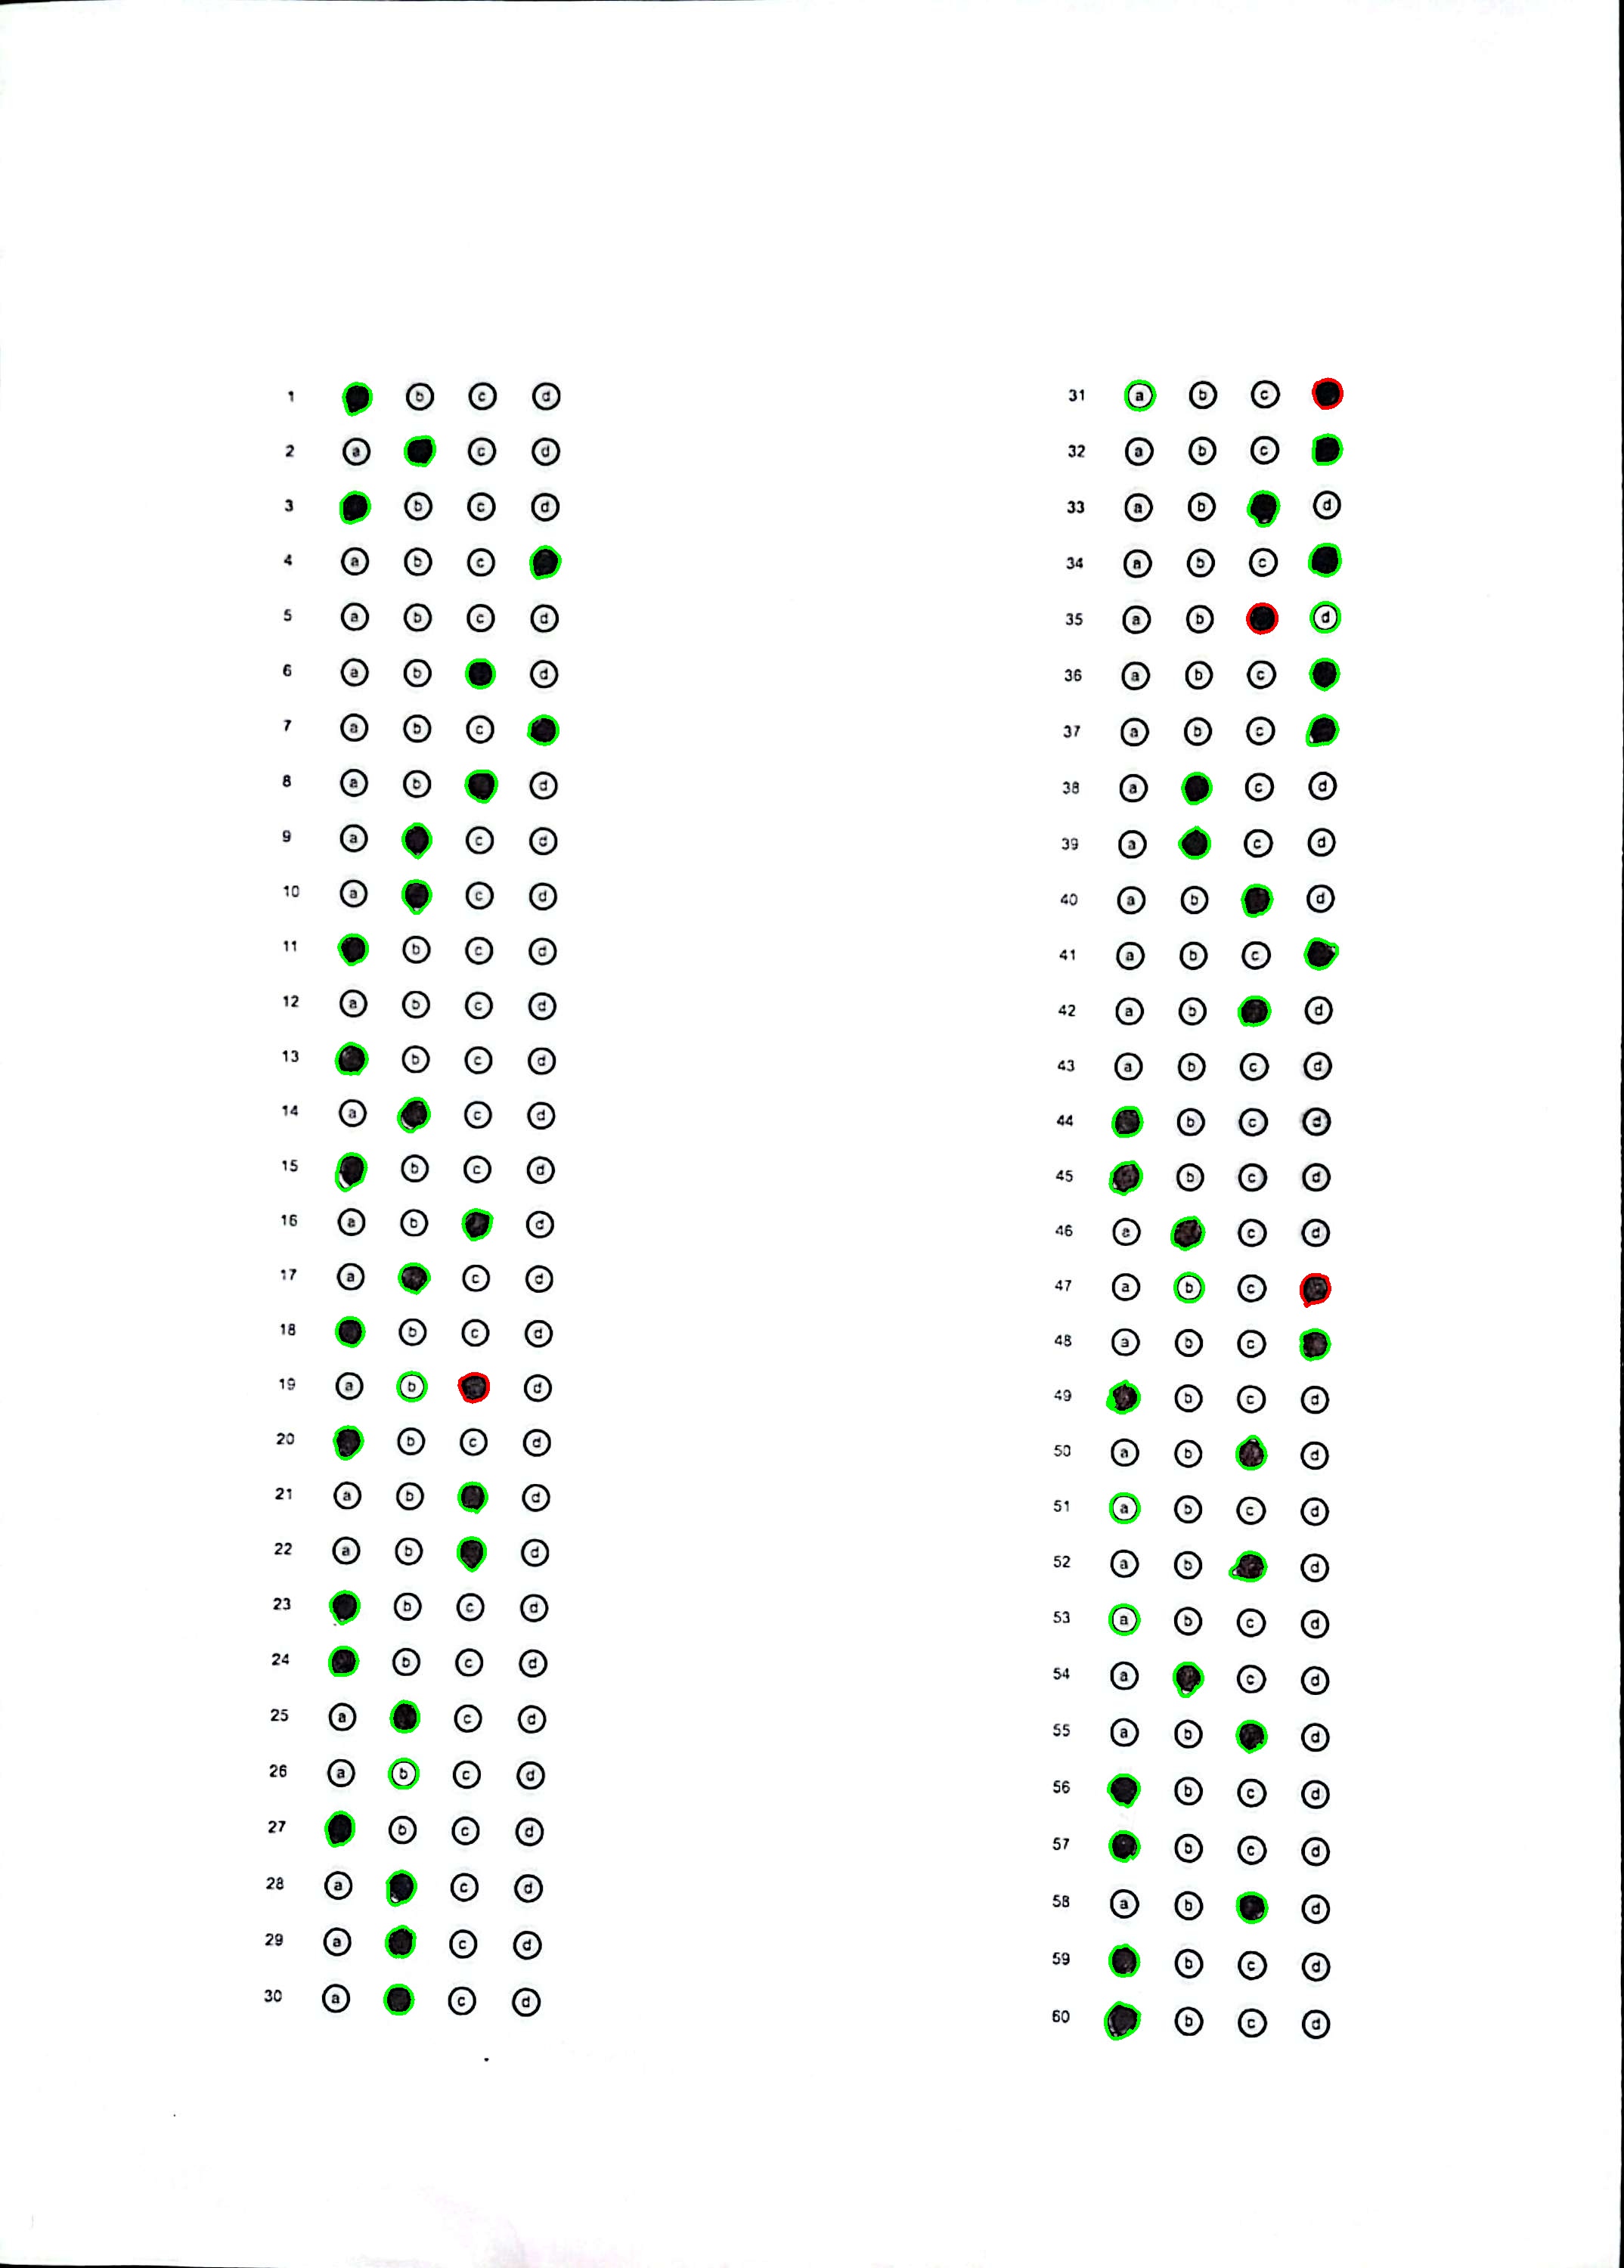 1 b c d
2 a c d
3 b c d
4 a b c
5 a b c d
6 a b d
7 a b c
8 a b d
9 a c d
10 a c d
11 b c d
12 a b c d
13 b c d
14 a c d
15 b c d
16 a b d
17 a c d
18 b c d
19 a b d
20 b c d
21 a b d
22 a b d
23 b c d
24 b c d
25 a c d
26 a b c d
27 b c d
28 a c d
29 a c d
30 a c d
31 a b c
32 a b c
33 a b d
34 a b c
35 a b d
36 a b c
37 a b c
38 a c d
39 a c d
40 a b d
41 a b c
42 a b d
43 a b c d
44 b c d
45 b c d
46 a c d
47 a b c
48 a b c
49 b c d
50 a b d
51 a b c d
52 a b d
53 a b c d
54 a c d
55 a b d
56 b c d
57 b c d
58 a b d
59 b c d
60 b c d